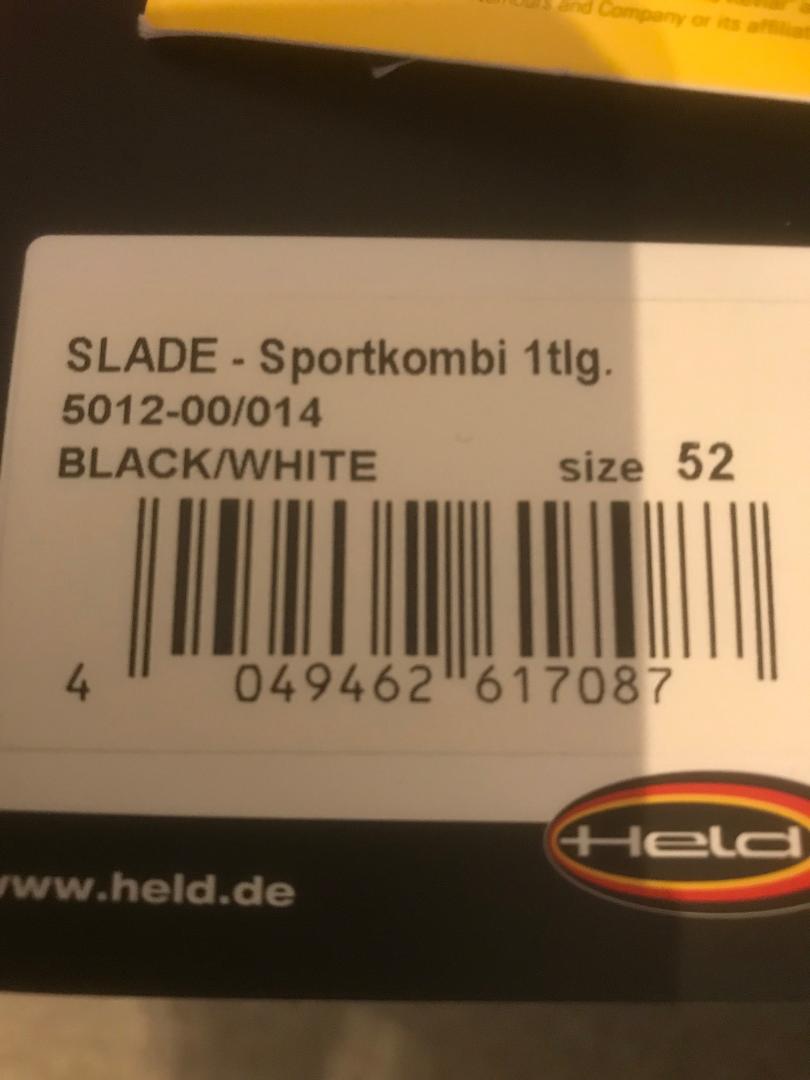 and Company or its
SLADE - Sportkombi 1tlg.
5012-00/014
BLACK/WHITE size 52
4 049462 617087
Held
www.held.de